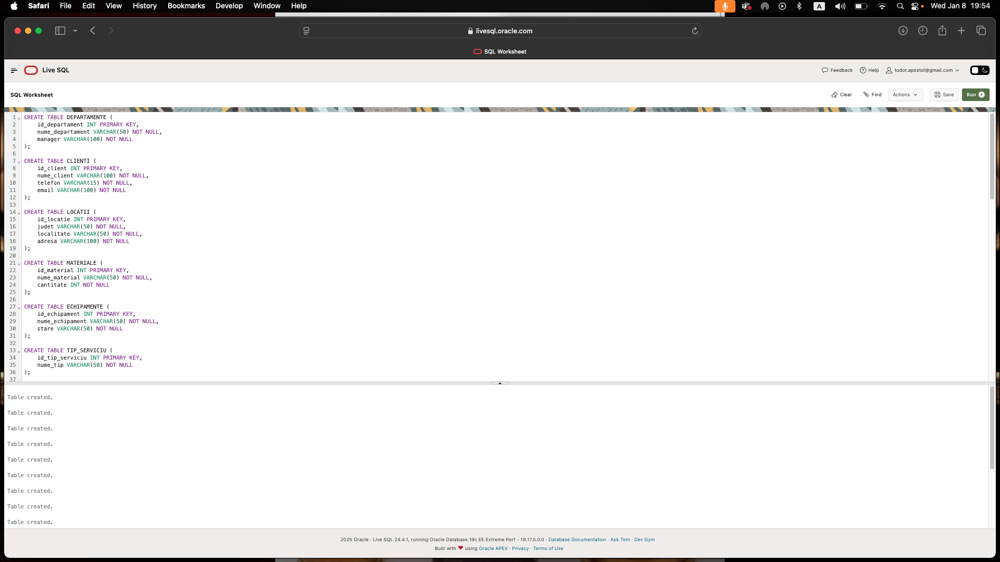 Safari File Edit View History Bookmarks Develop Window Help A Wed Jan 8 19:54
livesql.oracle.com
SQL Worksheet
Live SQL Feedback Help tudor.apostol@gmail.com
SQL Worksheet Clear Find Actions Save Run
1 CREATE TABLE DEPARTAMENTE (
2 id_departament INT PRIMARY KEY,
3 nume_departament VARCHAR(50) NOT NULL,
4 manager VARCHAR(100) NOT NULL
5 );
6
7 CREATE TABLE CLIENTI (
8 id_client INT PRIMARY KEY,
9 nume_client VARCHAR(100) NOT NULL,
10 telefon VARCHAR(15) NOT NULL,
11 email VARCHAR(100) NOT NULL
12 );
13
14 CREATE TABLE LOCATII (
15 id_locatie INT PRIMARY KEY,
16 judet VARCHAR(50) NOT NULL,
17 localitate VARCHAR(50) NOT NULL,
18 adresa VARCHAR(100) NOT NULL
19 );
20
21 CREATE TABLE MATERIALE (
22 id_material INT PRIMARY KEY,
23 nume_material VARCHAR(50) NOT NULL,
24 cantitate INT NOT NULL
25 );
26
27 CREATE TABLE ECHIPAMENTE (
28 id_echipament INT PRIMARY KEY,
29 nume_echipament VARCHAR(50) NOT NULL,
30 stare VARCHAR(50) NOT NULL
31 );
32
33 CREATE TABLE TIP_SERVICIU (
34 id_tip_serviciu INT PRIMARY KEY,
35 nume_tip VARCHAR(50) NOT NULL
36 );
37
Table created.
Table created.
Table created.
Table created.
Table created.
Table created.
Table created.
Table created.
Table created.
2025 Oracle · Live SQL 24.4.1, running Oracle Database 19c EE Extreme Perf - 19.17.0.0.0 · Database Documentation · Ask Tom · Dev Gym
Built with ❤ using Oracle APEX · Privacy · Terms of Use